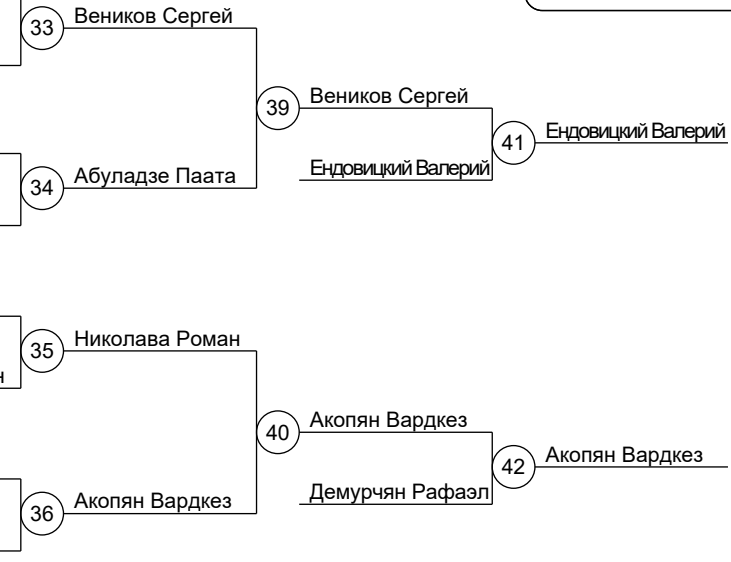 33
Веников Сергей
39
Веников Сергей
41
Ендовицкий Валерий
Ендовицкий Валерий
34
Абуладзе Паата
35
Николава Роман
н
40
Акопян Вардкез
42
Акопян Вардкез
Демурчян Рафаэл
36
Акопян Вардкез